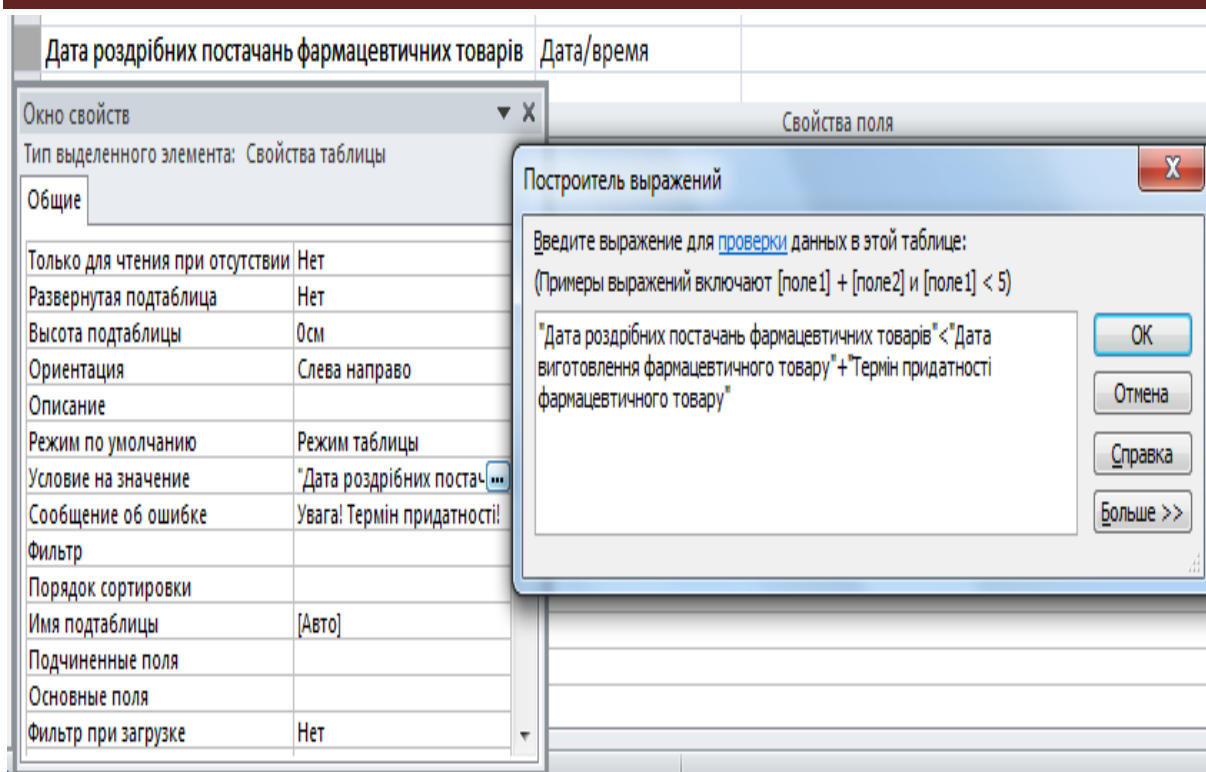 Дата роздрібних постачань фармацевтичних товарів Дата/время
Окно свойств
Тип выделенного элемента: Свойства таблицы
Общие
Только для чтения при отсутствии Нет
Развернутая подтаблица Нет
Высота подтаблицы 0см
Ориентация Слева направо
Описание
Режим по умолчанию Режим таблицы
Условие на значение "Дата роздрібних постач ...
Сообщение об ошибке Увага! Термін придатності!
Фильтр
Порядок сортировки
Имя подтаблицы [Авто]
Подчиненные поля
Основные поля
Фильтр при загрузке Нет
Свойства поля
Построитель выражений
X
Введите выражение для проверки данных в этой таблице:
(Примеры выражений включают [поле1] + [поле2] и [поле1] < 5)
"Дата роздрібних постачань фармацевтичних товарів"<"Дата
виготовлення фармацевтичного товару"+"Термін придатності
фармацевтичного товару"
ОК
Отмена
Справка
Больше >>